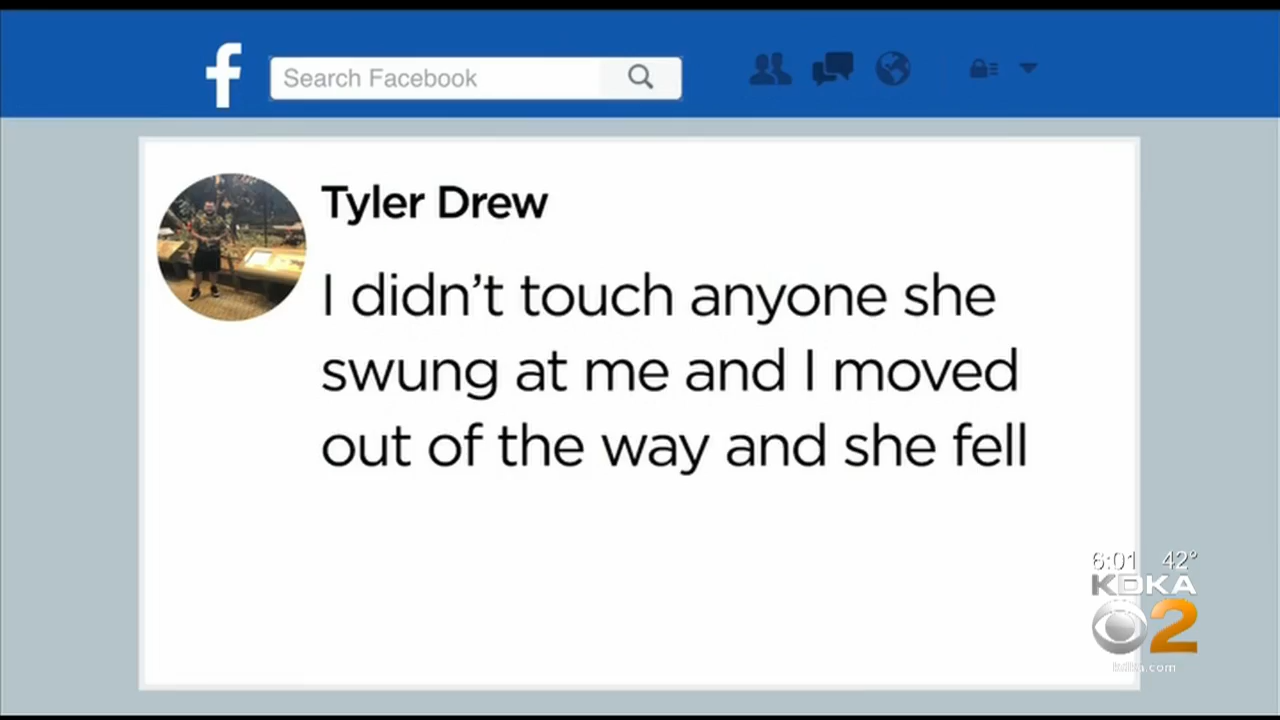 f
Search Facebook
Tyler Drew
I didn't touch anyone she
swung at me and I moved
out of the way and she fell
6:01 42°
KDKA
2
kdka.com